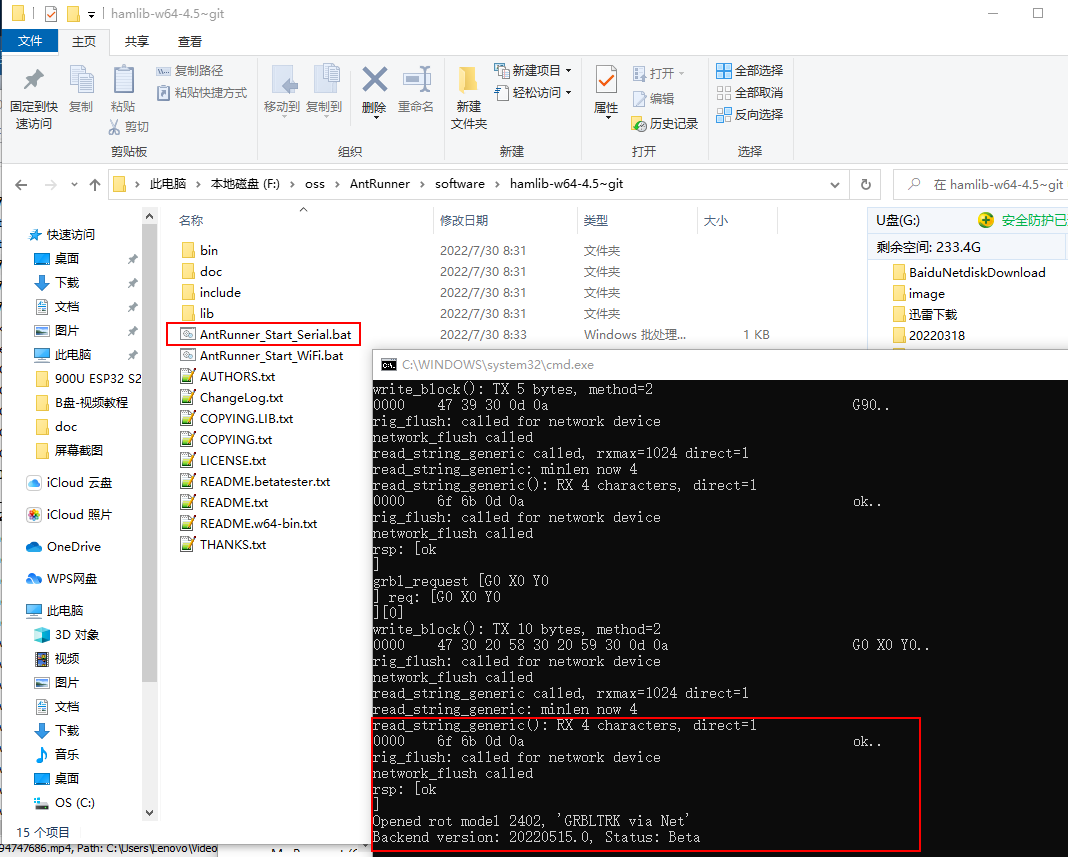 hamlib-w64-4.5~git
文件 主页 共享 查看
固定到快速访问
复制
粘贴
复制路径
粘贴快捷方式
剪切
剪贴板
移动到
复制到
删除
重命名
组织
新建文件夹
新建项目
轻松访问
新建
属性
打开
编辑
历史记录
打开
全部选择
全部取消
反向选择
选择
此电脑 › 本地磁盘 (F:) › oss › AntRunner › software › hamlib-w64-4.5~git
在 hamlib-w64-4.5~git
快速访问
桌面
下载
文档
图片
此电脑
900U ESP32 S2
B盘-视频教程
doc
屏幕截图
iCloud 云盘
iCloud 照片
OneDrive
WPS网盘
此电脑
3D 对象
视频
图片
文档
下载
音乐
桌面
OS (C:)
15 个项目
名称 修改日期 类型 大小
bin 2022/7/30 8:31 文件夹
doc 2022/7/30 8:31 文件夹
include 2022/7/30 8:31 文件夹
lib 2022/7/30 8:31 文件夹
AntRunner_Start_Serial.bat 2022/7/30 8:33 Windows 批处理... 1 KB
AntRunner_Start_WiFi.bat
AUTHORS.txt
ChangeLog.txt
COPYING.LIB.txt
COPYING.txt
LICENSE.txt
README.betatester.txt
README.txt
README.w64-bin.txt
THANKS.txt
U盘(G:) 安全防护已
剩余空间: 233.4G
BaiduNetdiskDownload
image
迅雷下载
20220318
C:\WINDOWS\system32\cmd.exe
write_block(): TX 5 bytes, method=2
0000 47 39 30 0d 0a G90..
rig_flush: called for network device
network_flush called
read_string_generic called, rxmax=1024 direct=1
read_string_generic: minlen now 4
read_string_generic(): RX 4 characters, direct=1
0000 6f 6b 0d 0a ok..
rig_flush: called for network device
network_flush called
rsp: [ok
]
grbl_request [G0 X0 Y0
] req: [G0 X0 Y0
][0]
write_block(): TX 10 bytes, method=2
0000 47 30 20 58 30 20 59 30 0d 0a G0 X0 Y0..
rig_flush: called for network device
network_flush called
read_string_generic called, rxmax=1024 direct=1
read_string_generic: minlen now 4
read_string_generic(): RX 4 characters, direct=1
0000 6f 6b 0d 0a ok..
rig_flush: called for network device
network_flush called
rsp: [ok
]
Opened rot model 2402, 'GRBLTRK via Net'
Backend version: 20220515.0, Status: Beta
94747686.mp4, Path: C:\Users\Lenovo\Video